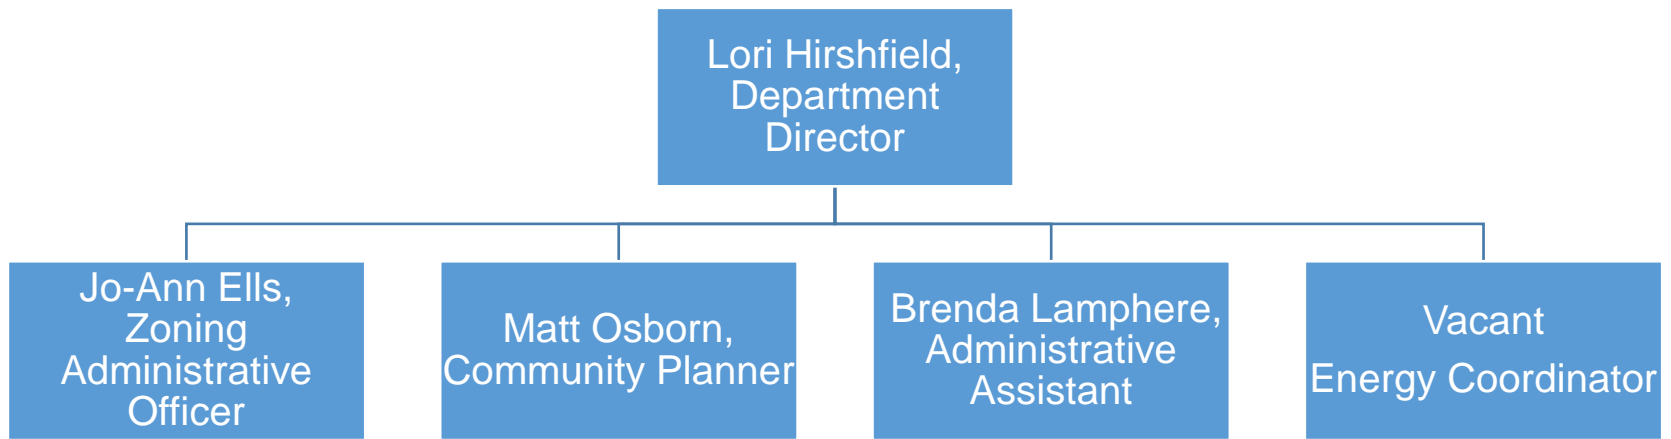 Lori Hirshfield,
Department
Director
Jo-Ann Ells,
Zoning
Administrative
Officer
Matt Osborn,
Community Planner
Brenda Lamphere,
Administrative
Assistant
Vacant
Energy Coordinator